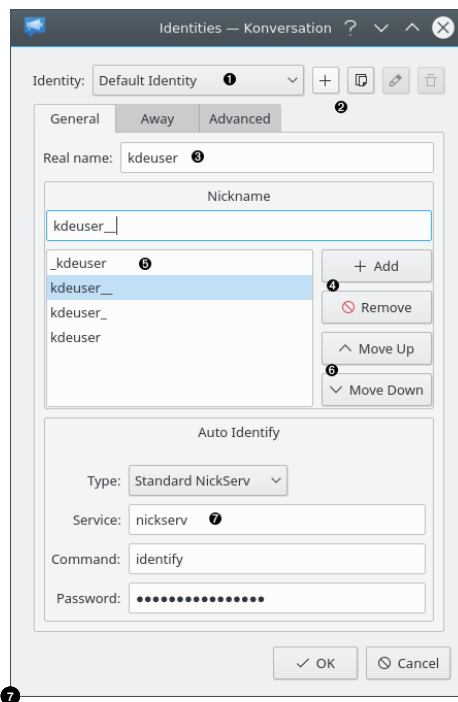 Identities — Konversation ?
Identity: Default Identity ❶ +
❷
General Away Advanced
Real name: kdeuser ❸
Nickname
kdeuser__
_kdeuser ❺ + Add
kdeuser__ ❹
kdeuser_ Remove
kdeuser Move Up
❻
Move Down
Auto Identify
Type: Standard NickServ
Service: nickserv ❼
Command: identify
Password: ●●●●●●●●●●●●●●●●
OK Cancel
❼